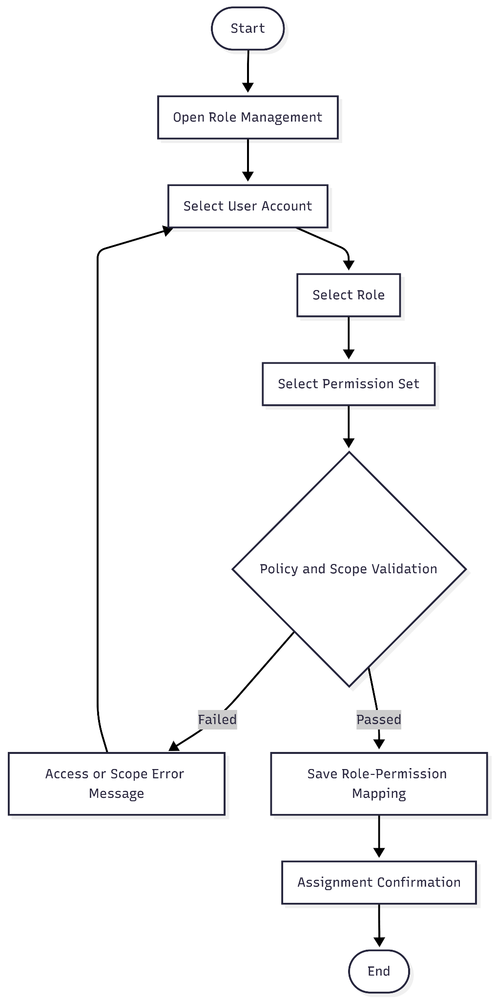 Start
Open Role Management
Select User Account
Select Role
Select Permission Set
Policy and Scope Validation
Failed
Passed
Access or Scope Error
Message
Save Role-Permission
Mapping
Assignment Confirmation
End